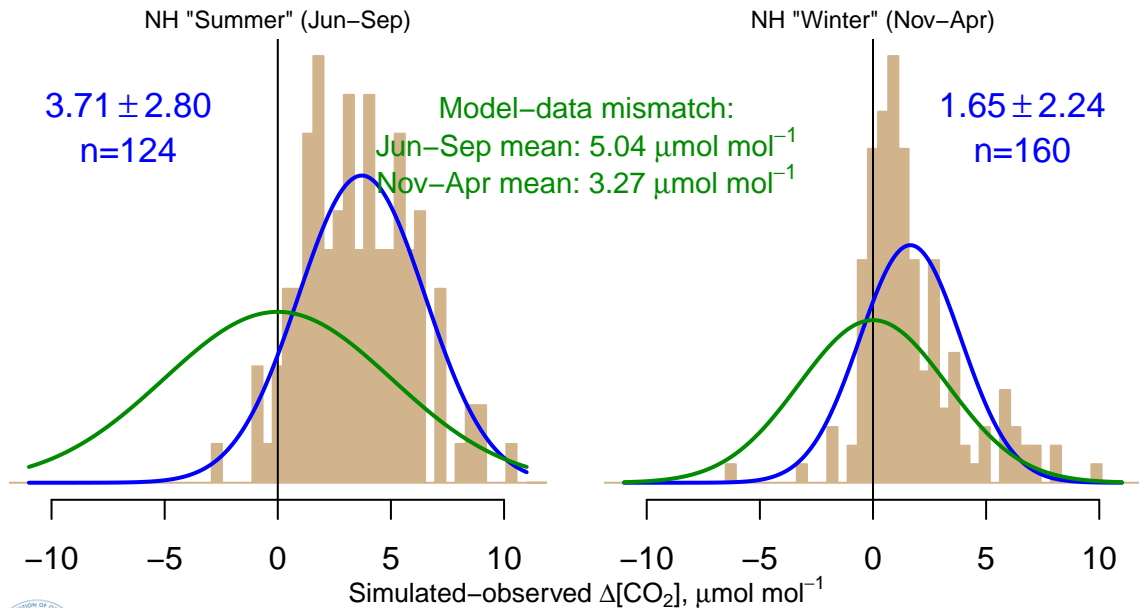 NH "Summer" (Jun−Sep)
NH "Winter" (Nov−Apr)
3.71 ± 2.80
n=124
Model−data mismatch:
Jun−Sep mean: 5.04 μmol mol⁻¹
Nov−Apr mean: 3.27 μmol mol⁻¹
1.65 ± 2.24
n=160
−10 −5 0 5 10
−10 −5 0 5 10
Simulated−observed Δ[CO₂], μmol mol⁻¹